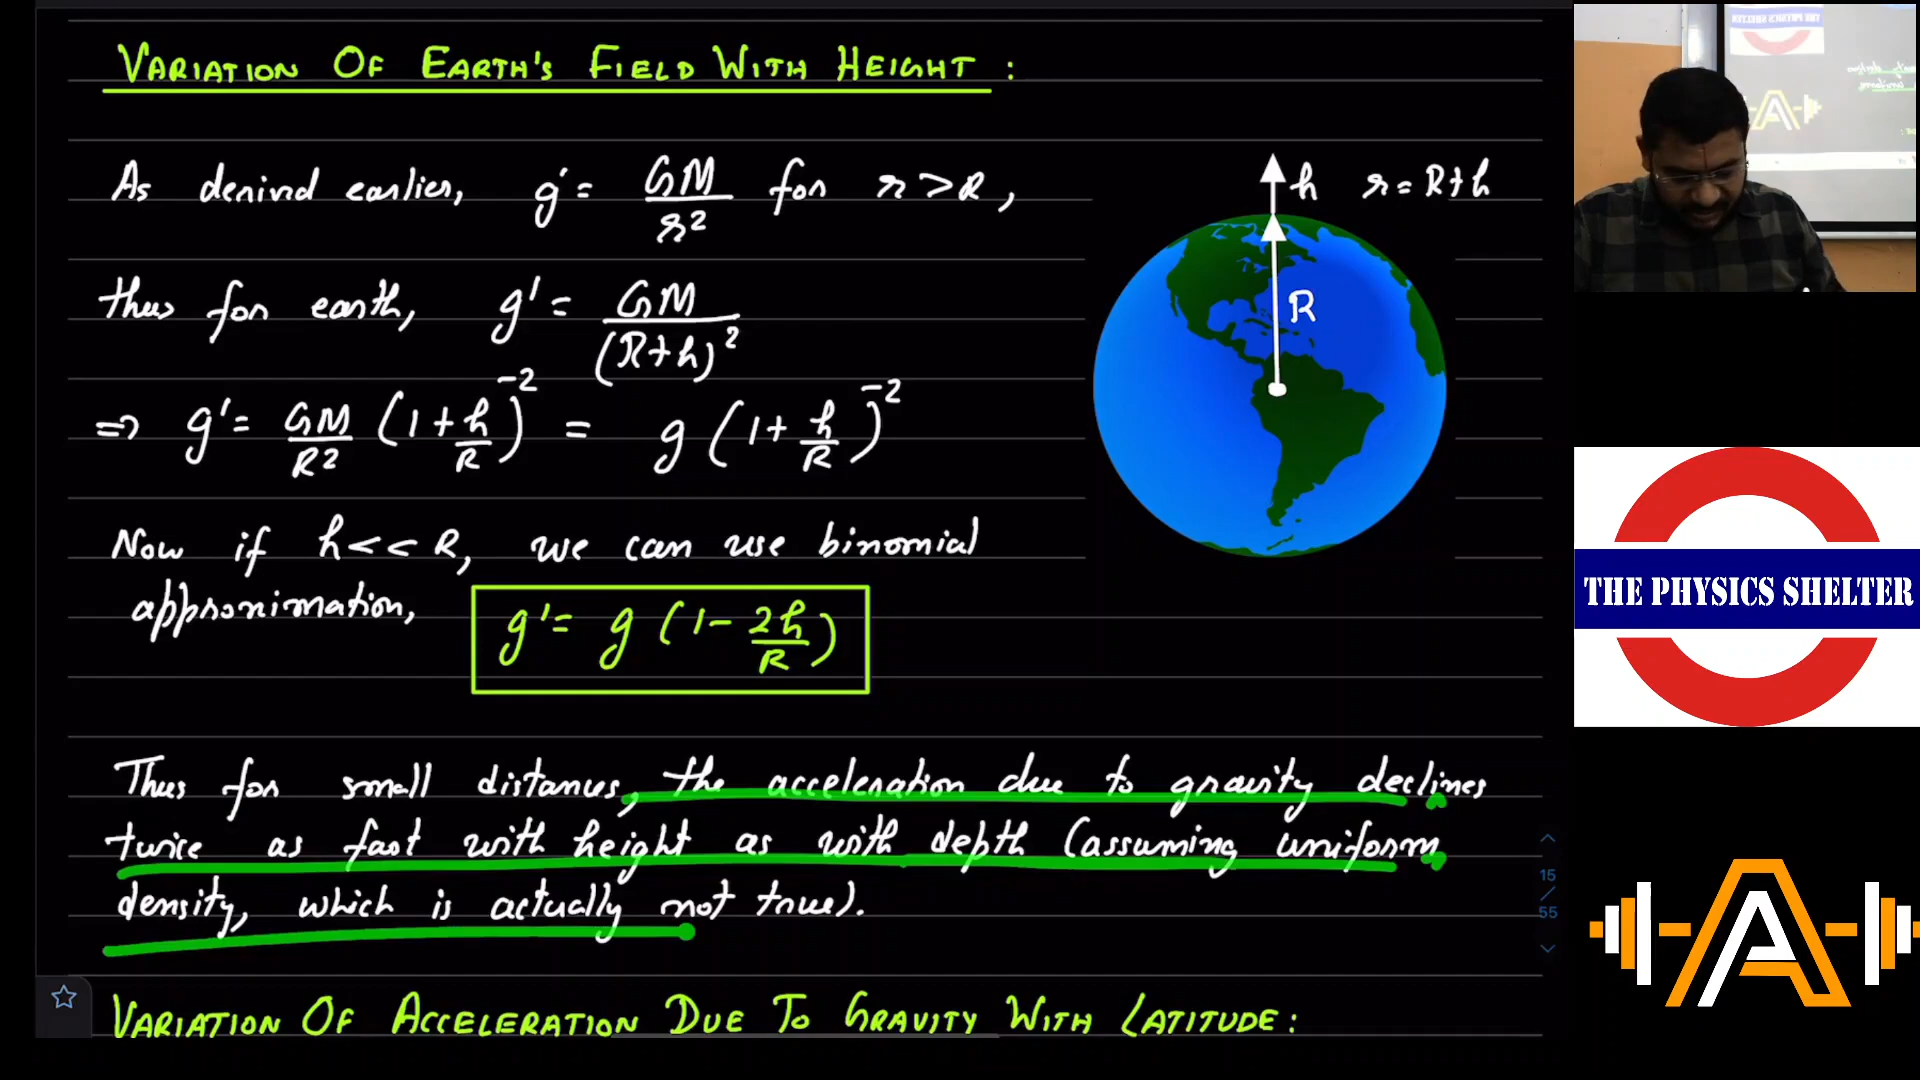 VARIATION OF EARTH'S FIELD WITH HEIGHT :
As derived earlier, g' = GM/r² for r > R,
h r = R+h
thus for earth, g' = GM/(R+h)²
R
⇒ g' = GM/R² (1 + h/R)⁻² = g (1 + h/R)⁻²
Now if h << R, we can use binomial
approximation,
g' = g (1 - 2h/R)
Thus for small distances, the acceleration due to gravity declines
twice as fast with height as with depth (assuming uniform
density, which is actually not true).
VARIATION OF ACCELERATION DUE TO GRAVITY WITH LATITUDE :
15
/
55
THE PHYSICS SHELTER
A